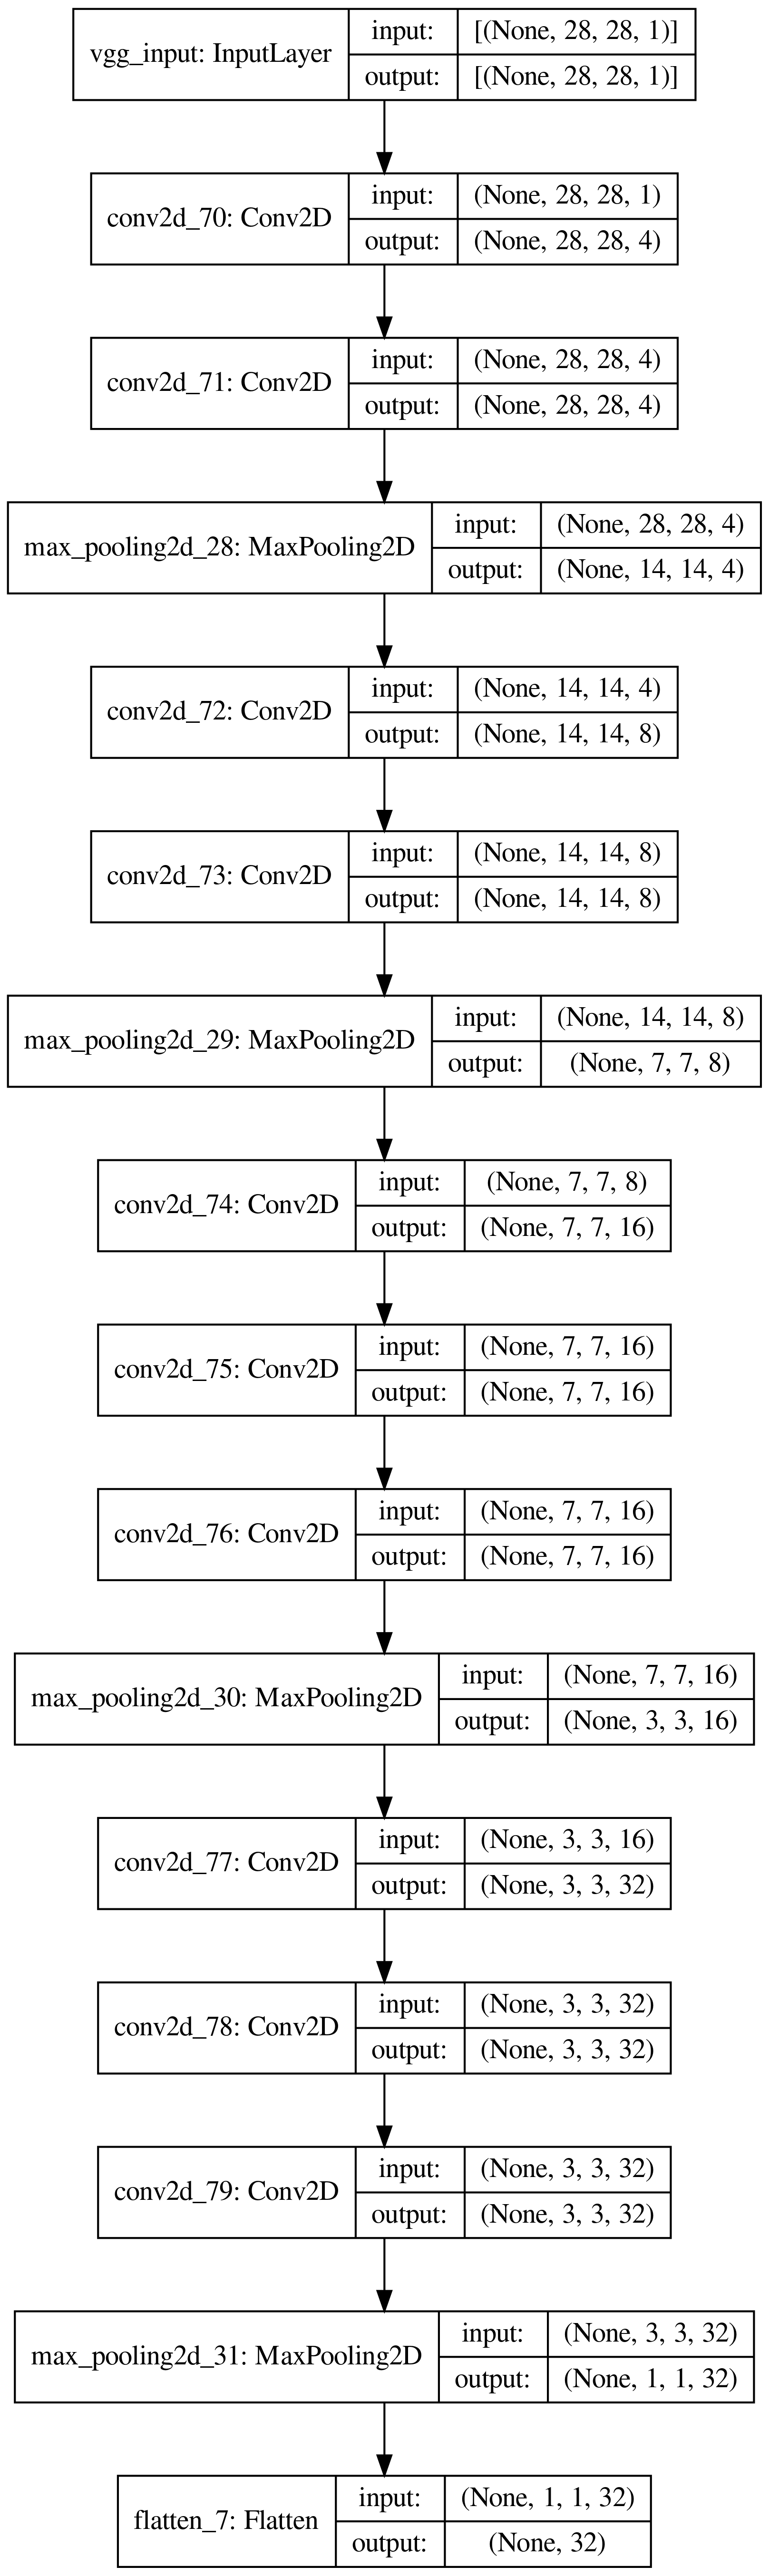 vgg_input: InputLayer
input:
[(None, 28, 28, 1)]
output:
[(None, 28, 28, 1)]
conv2d_70: Conv2D
input:
(None, 28, 28, 1)
output:
(None, 28, 28, 4)
conv2d_71: Conv2D
input:
(None, 28, 28, 4)
output:
(None, 28, 28, 4)
max_pooling2d_28: MaxPooling2D
input:
(None, 28, 28, 4)
output:
(None, 14, 14, 4)
conv2d_72: Conv2D
input:
(None, 14, 14, 4)
output:
(None, 14, 14, 8)
conv2d_73: Conv2D
input:
(None, 14, 14, 8)
output:
(None, 14, 14, 8)
max_pooling2d_29: MaxPooling2D
input:
(None, 14, 14, 8)
output:
(None, 7, 7, 8)
conv2d_74: Conv2D
input:
(None, 7, 7, 8)
output:
(None, 7, 7, 16)
conv2d_75: Conv2D
input:
(None, 7, 7, 16)
output:
(None, 7, 7, 16)
conv2d_76: Conv2D
input:
(None, 7, 7, 16)
output:
(None, 7, 7, 16)
max_pooling2d_30: MaxPooling2D
input:
(None, 7, 7, 16)
output:
(None, 3, 3, 16)
conv2d_77: Conv2D
input:
(None, 3, 3, 16)
output:
(None, 3, 3, 32)
conv2d_78: Conv2D
input:
(None, 3, 3, 32)
output:
(None, 3, 3, 32)
conv2d_79: Conv2D
input:
(None, 3, 3, 32)
output:
(None, 3, 3, 32)
max_pooling2d_31: MaxPooling2D
input:
(None, 3, 3, 32)
output:
(None, 1, 1, 32)
flatten_7: Flatten
input:
(None, 1, 1, 32)
output:
(None, 32)